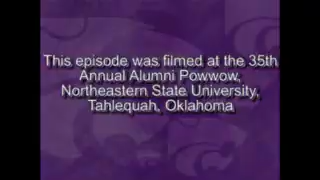 This episode was filmed at the 35th
Annual Alumni Powwow,
Northeastern State University,
Tahlequah, Oklahoma